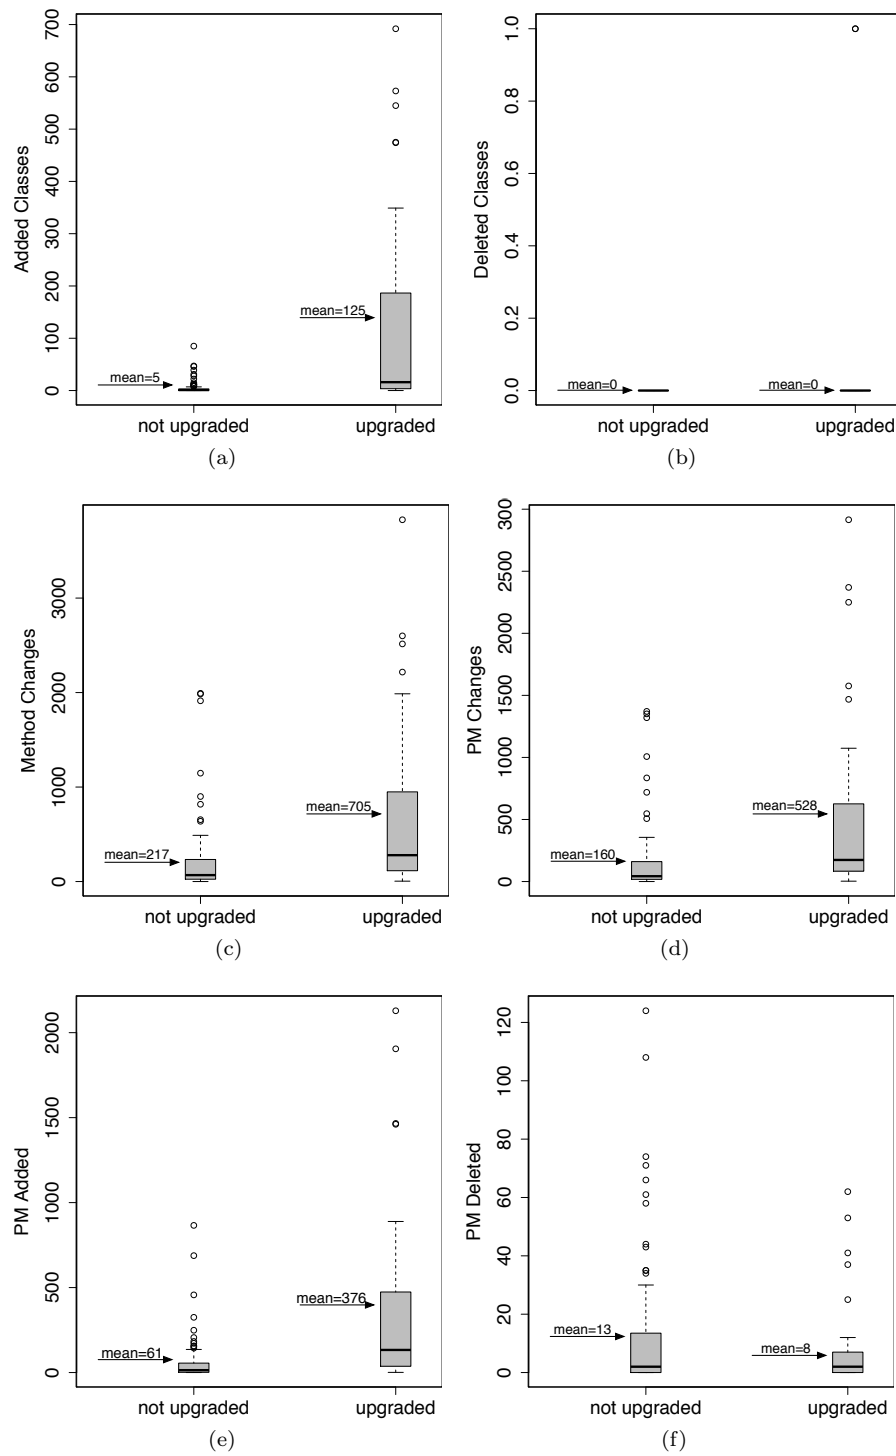 Added Classes
700
600
500
400
300
200
100
0
mean=5
mean=125
not upgraded
upgraded
(a)
Deleted Classes
1.0
0.8
0.6
0.4
0.2
0.0
mean=0
mean=0
not upgraded
upgraded
(b)
Method Changes
3000
2000
1000
0
mean=217
mean=705
not upgraded
upgraded
(c)
PM Changes
300
2500
2000
1500
1000
500
0
mean=160
mean=528
not upgraded
upgraded
(d)
PM Added
2000
1500
1000
500
0
mean=61
mean=376
not upgraded
upgraded
(e)
PM Deleted
120
100
80
60
40
20
0
mean=13
mean=8
not upgraded
upgraded
(f)